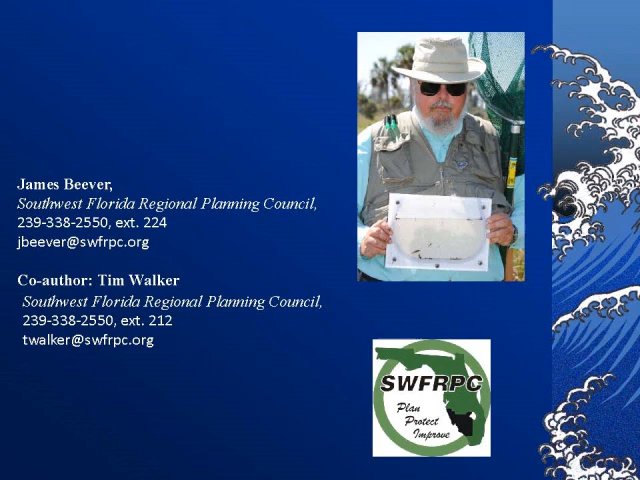 James Beever,
Southwest Florida Regional Planning Council,
239-338-2550, ext. 224
jbeever@swfrpc.org
Co-author: Tim Walker
Southwest Florida Regional Planning Council,
239-338-2550, ext. 212
twalker@swfrpc.org
SWFRPC
Plan
Protect
Improve